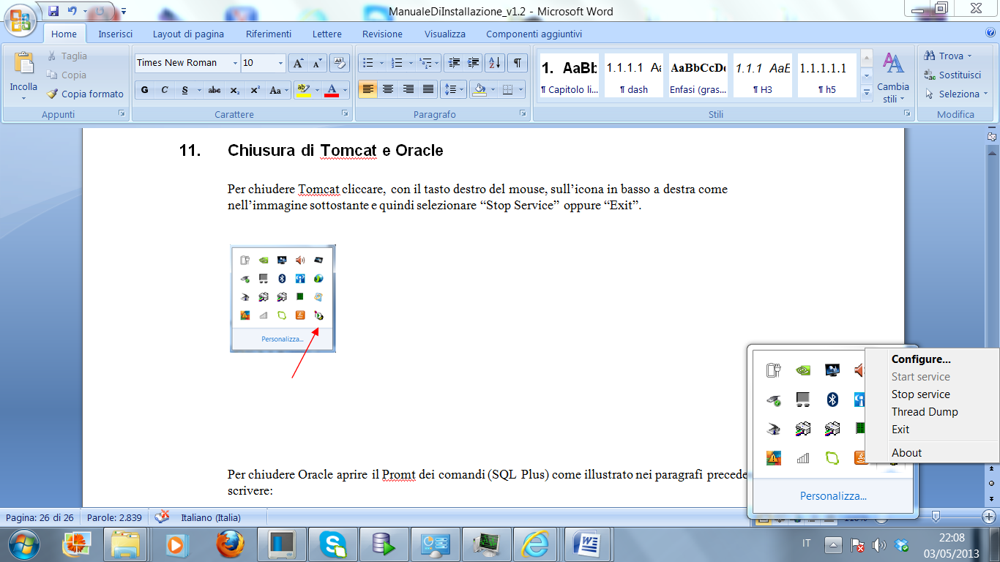 ManualeDiInstallazione_v1.2 - Microsoft Word
Home Inserisci Layout di pagina Riferimenti Lettere Revisione Visualizza Componenti aggiuntivi
Incolla
Taglia
Copia
Copia formato
Appunti
Times New Roman 10
G C S abc x₂ x² Aa
Carattere
Paragrafo
1. AaBb 1.1.1.1 Aa AaBbCcDd 1.1.1 AaE 1.1.1.1.1
¶ Capitolo li... ¶ dash Enfasi (gras... ¶ H3 ¶ h5
Cambia stili
Stili
Trova
Sostituisci
Seleziona
Modifica
11. Chiusura di Tomcat e Oracle
Per chiudere Tomcat cliccare, con il tasto destro del mouse, sull’icona in basso a destra come
nell’immagine sottostante e quindi selezionare “Stop Service” oppure “Exit”.
Personalizza...
Configure...
Start service
Stop service
Thread Dump
Exit
About
Personalizza...
Per chiudere Oracle aprire il Promt dei comandi (SQL Plus) come illustrato nei paragrafi precede
scrivere:
Pagina: 26 di 26 Parole: 2.839 Italiano (Italia)
IT
22:08
03/05/2013